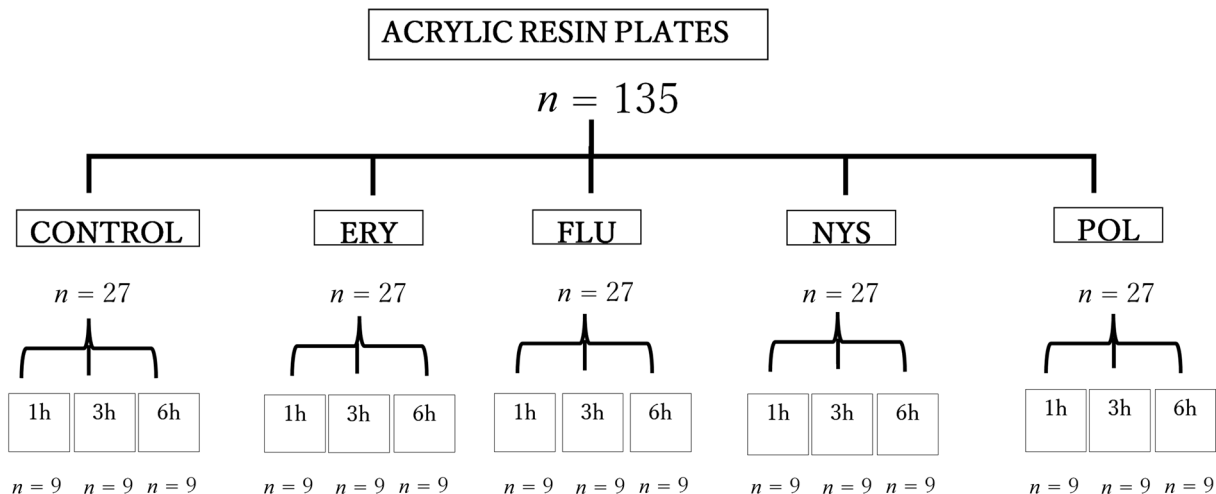 ACRYLIC RESIN PLATES
n = 135
CONTROL ERY FLU NYS POL
n = 27 n = 27 n = 27 n = 27 n = 27
1h 3h 6h 1h 3h 6h 1h 3h 6h 1h 3h 6h 1h 3h 6h
n = 9 n = 9 n = 9 n = 9 n = 9 n = 9 n = 9 n = 9 n = 9 n = 9 n = 9 n = 9 n = 9 n = 9 n = 9